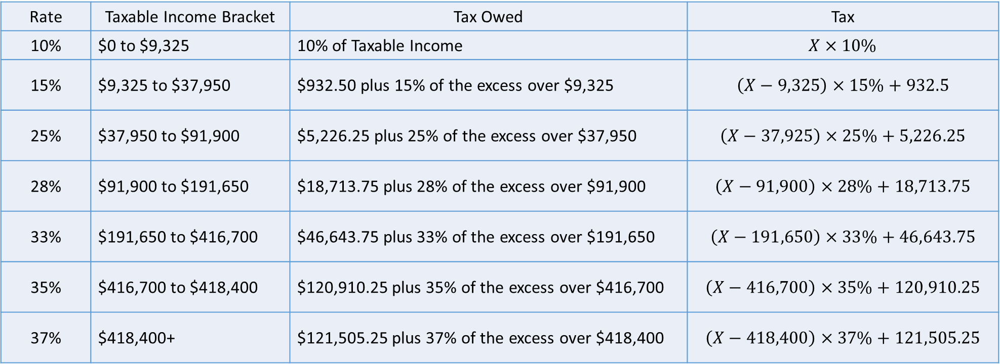 Rate Taxable Income Bracket Tax Owed Tax
10% $0 to $9,325 10% of Taxable Income X × 10%
15% $9,325 to $37,950 $932.50 plus 15% of the excess over $9,325 (X − 9,325) × 15% + 932.5
25% $37,950 to $91,900 $5,226.25 plus 25% of the excess over $37,950 (X − 37,925) × 25% + 5,226.25
28% $91,900 to $191,650 $18,713.75 plus 28% of the excess over $91,900 (X − 91,900) × 28% + 18,713.75
33% $191,650 to $416,700 $46,643.75 plus 33% of the excess over $191,650 (X − 191,650) × 33% + 46,643.75
35% $416,700 to $418,400 $120,910.25 plus 35% of the excess over $416,700 (X − 416,700) × 35% + 120,910.25
37% $418,400+ $121,505.25 plus 37% of the excess over $418,400 (X − 418,400) × 37% + 121,505.25